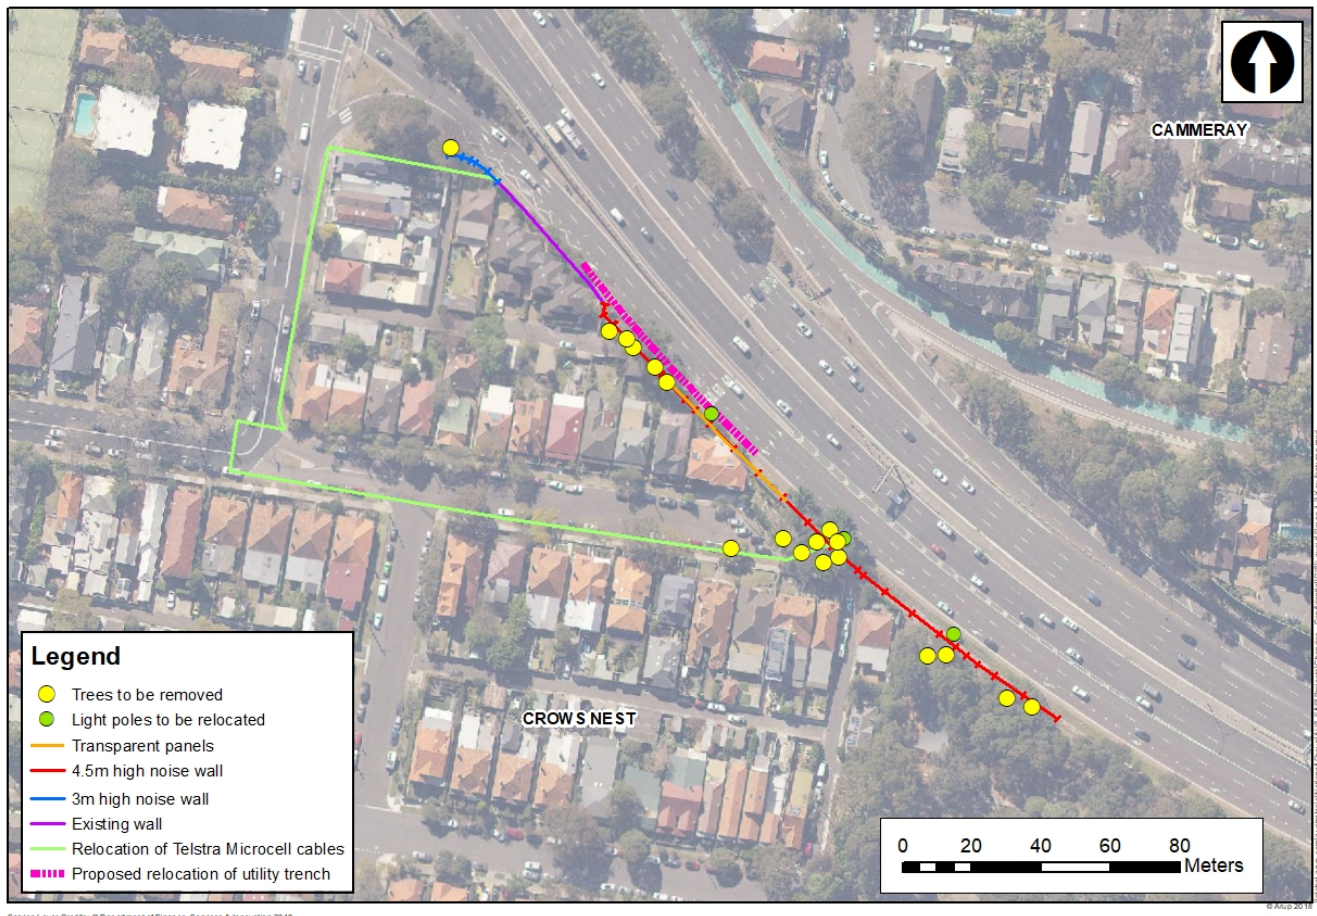 CAMMERAY
CROWS NEST
Legend
Trees to be removed
Light poles to be relocated
Transparent panels
4.5m high noise wall
3m high noise wall
Existing wall
Relocation of Telstra Microcell cables
Proposed relocation of utility trench
0 20 40 60 80
Meters
© Arup 2018